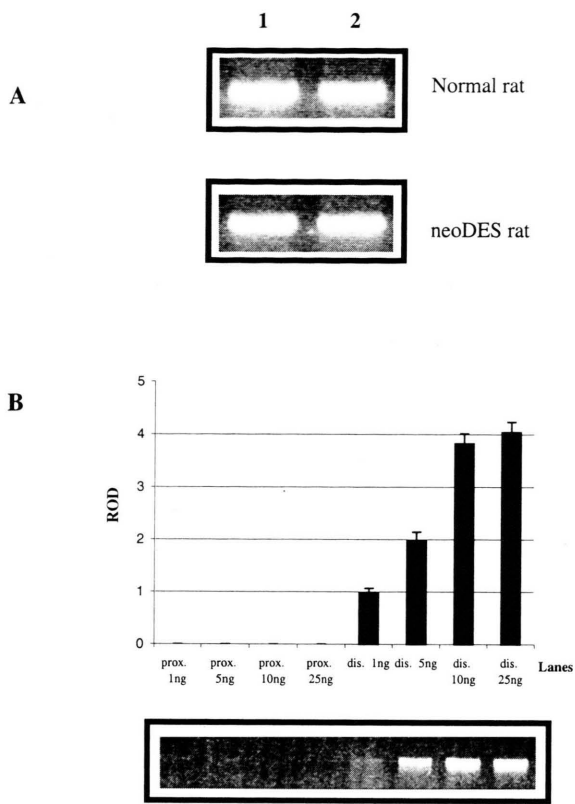 1 2
A
Normal rat
neoDES rat
B
5
4
3
2
1
0
ROD
prox. 1ng
prox. 5ng
prox. 10ng
prox. 25ng
dis. 1ng
dis. 5ng
dis. 10ng
dis. 25ng
Lanes